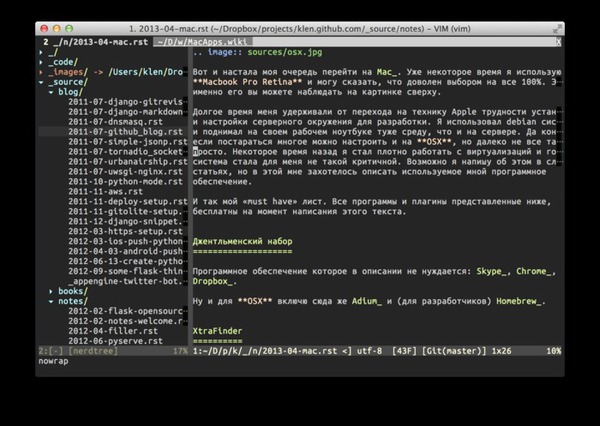 1. 2013-04-mac.rst (~/Dropbox/projects/klen.github.com/_source/notes) - VIM (vim)
2 _/n/2013-04-mac.rst ~/D/w/MacApps.wiki X
▸ _/
▸ _code/
▸ _images/ -> /Users/klen/Dro
▾ _source/
▾ blog/
2011-07-django-gitrevis
2011-07-django-markdown
2011-07-dnsmasq.rst
2011-07-github_blog.rst
2011-07-simple-jsonp.rst
2011-07-tornadio_socket
2011-07-urbanairship.rst
2011-07-uwsgi-nginx.rst
2011-10-python-mode.rst
2011-11-aws.rst
2011-11-deploy-setup.rst
2011-11-gitolite-setup.
2011-12-django-snippet.
2012-03-https-setup.rst
2012-03-ios-push-python
2012-04-03-android-push
2012-06-13-create-pytho
2012-09-some-flask-thin
_appengine-twitter-bot.
▸ books/
▾ notes/
2012-02-flask-opensourc
2012-02-notes-welcome.r
2012-04-filler.rst
2012-06-pyserve.rst
.. image:: sources/osx.jpg
Вот и настала моя очередь перейти на Mac_. Уже некоторое время я использую
**Macbook Pro Retina** и могу сказать, что доволен выбором на все 100%. Э
именно его вы можете наблюдать на картинке сверху.
Долгое время меня удерживали от перехода на технику Apple трудности устан
и настройки серверного окружения для разработки. Я использовал debian сис
и поднимал на своем рабочем ноутбуке туже среду, что и на сервере. Да кон
если постараться многое можно настроить и на **OSX**, но далеко не все та
просто. Некоторое время назад я стал плотно работать с виртуализаций и го
система стала для меня не такой критичной. Возможно я напишу об этом в сл
статьях, но в этой мне захотелось описать используемое мной программное
обеспечение.
И так мой «must have» лист. Все программы и плагины представленные ниже,
бесплатны на момент написания этого текста.
Джентльменский набор
====================
Программное обеспечение которое в описании не нуждается: Skype_, Chrome_,
Dropbox_.
Ну и для **OSX** включю сюда же Adium_ и (для разработчиков) Homebrew_.
XtraFinder
==========
2:[-] [nerdtree] 17% 1:~/D/p/k/_/n/2013-04-mac.rst <] utf-8 [43F] [Git(master)] 1x26 10%
nowrap